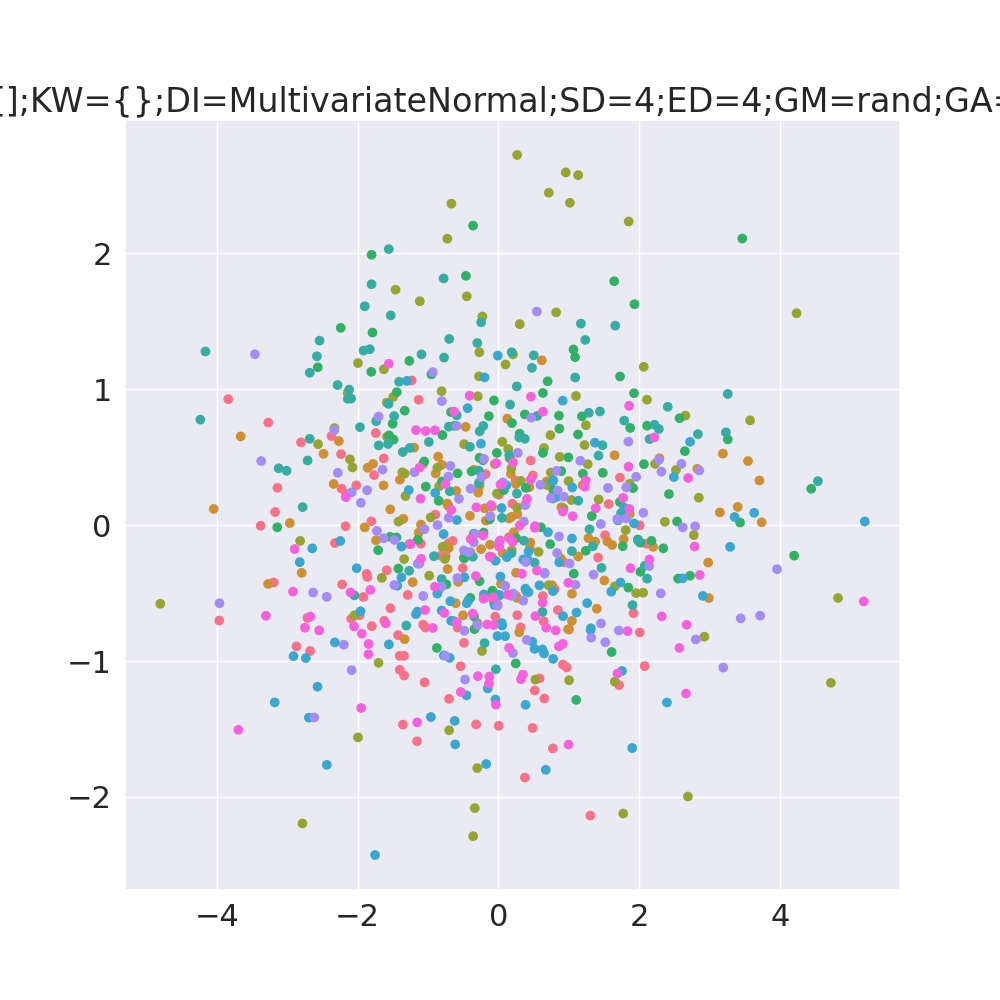 [];KW={};DI=MultivariateNormal;SD=4;ED=4;GM=rand;GA=
2
1
0
−1
−2
−4 −2 0 2 4